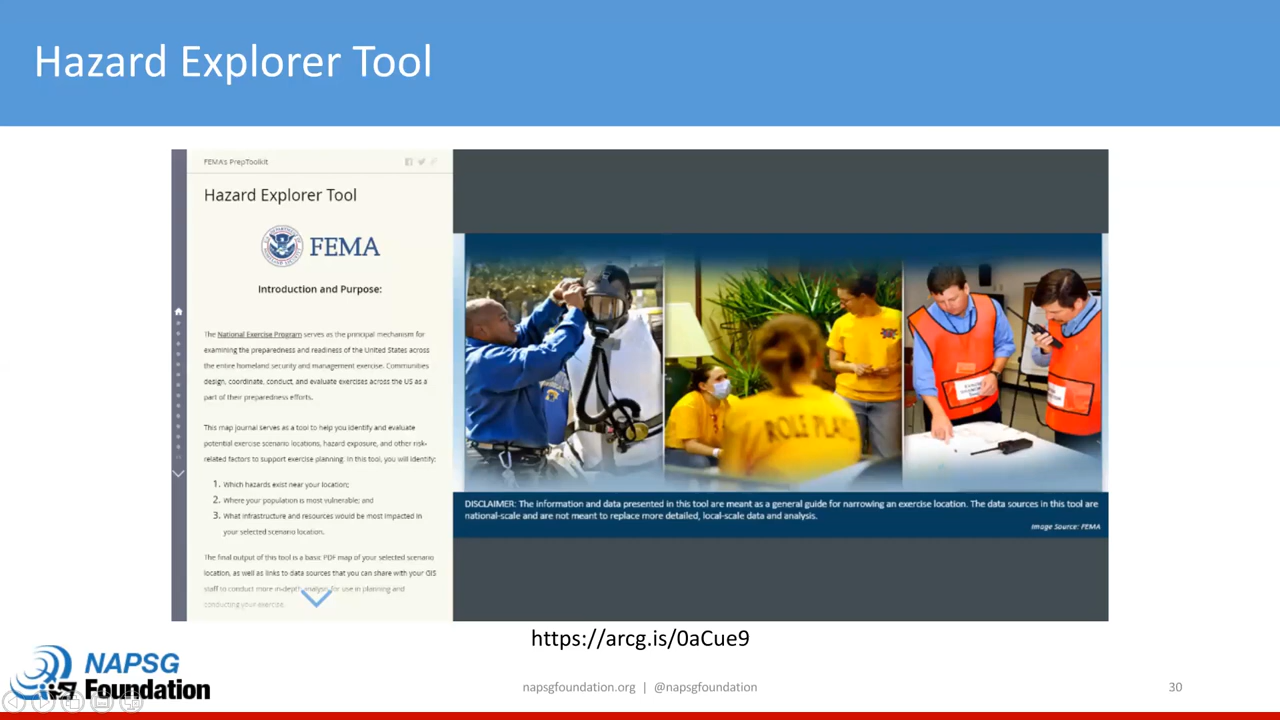 Hazard Explorer Tool
FEMA's PrepToolkit
Hazard Explorer Tool
FEMA
Introduction and Purpose:
The National Exercise Program serves as the principal mechanism for
examining the preparedness and readiness of the United States across
the entire homeland security and management exercise. Communities
design, coordinate, conduct, and evaluate exercises across the US as a
part of their preparedness efforts.
This map journal serves as a tool to help you identify and evaluate
potential exercise scenario locations, hazard exposure, and other risk-
related factors to support exercise planning. In this tool, you will identify:
1. Which hazards exist near your location;
2. Where your population is most vulnerable; and
3. What infrastructure and resources would be most impacted in
your selected scenario location.
The final output of this tool is a basic PDF map of your selected scenario
location, as well as links to data sources that you can share with your GIS
staff to conduct more in-depth analysis for use in planning and
conducting your exercise.
ROLE PLA
DISCLAIMER: The information and data presented in this tool are meant as a general guide for narrowing an exercise location. The data sources in this tool are
national-scale and are not meant to replace more detailed, local-scale data and analysis.
Image Source: FEMA
https://arcg.is/0aCue9
NAPSG
Foundation
napsgfoundation.org | @napsgfoundation
30